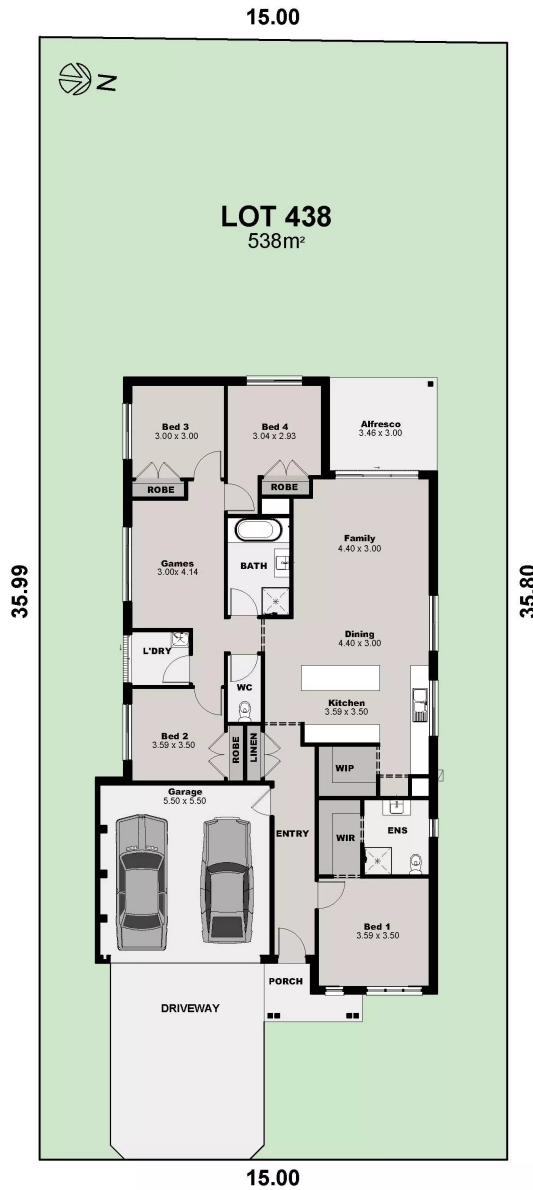 15.00
N
LOT 438
538m²
35.99
35.80
Bed 3
3.00 x 3.00
Bed 4
3.04 x 2.93
Alfresco
3.46 x 3.00
ROBE
ROBE
Family
4.40 x 3.00
Games
3.00x 4.14
BATH
Dining
4.40 x 3.00
L'DRY
WC
Kitchen
3.59 x 3.50
Bed 2
3.59 x 3.50
ROBE
LINEN
WIP
Garage
5.50 x 5.50
ENTRY
WIR
ENS
Bed 1
3.59 x 3.50
PORCH
DRIVEWAY
15.00